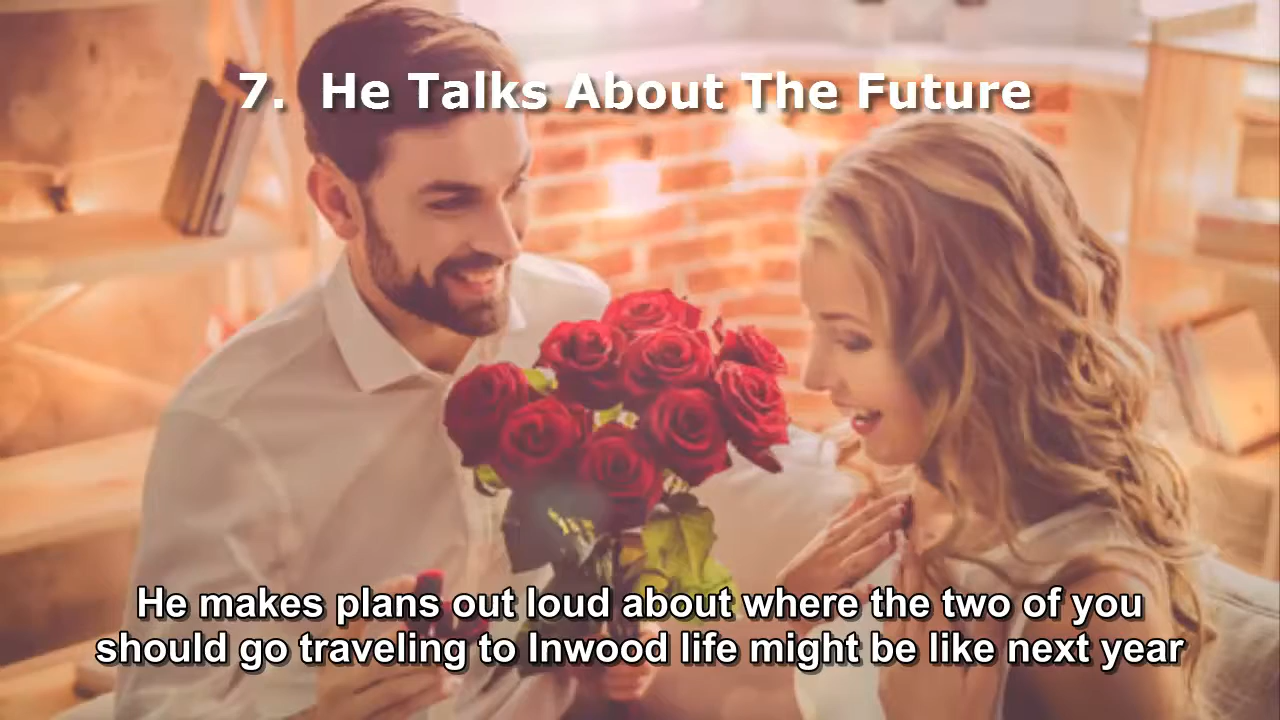 7. He Talks About The Future
He makes plans out loud about where the two of you
should go traveling to Inwood life might be like next year